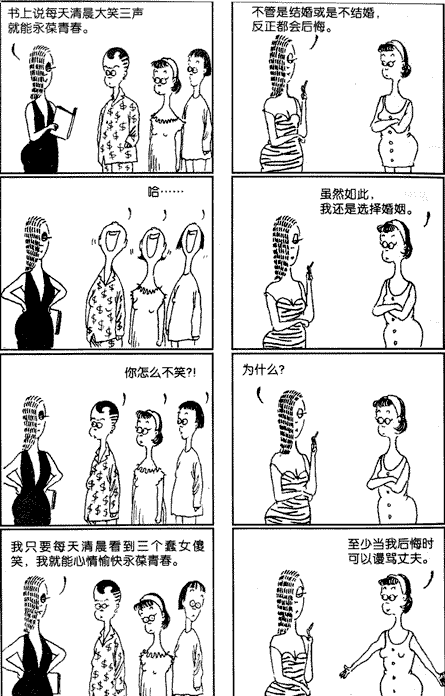 书上说每天清晨大笑三声
就能永葆青春。
哈……
你怎么不笑?!
我只要每天清晨看到三个蠢女傻
笑，我就能心情愉快永葆青春。
不管是结婚或是不结婚，
反正都会后悔。
虽然如此，
我还是选择婚姻。
为什么?
至少当我后悔时
可以谩骂丈夫。